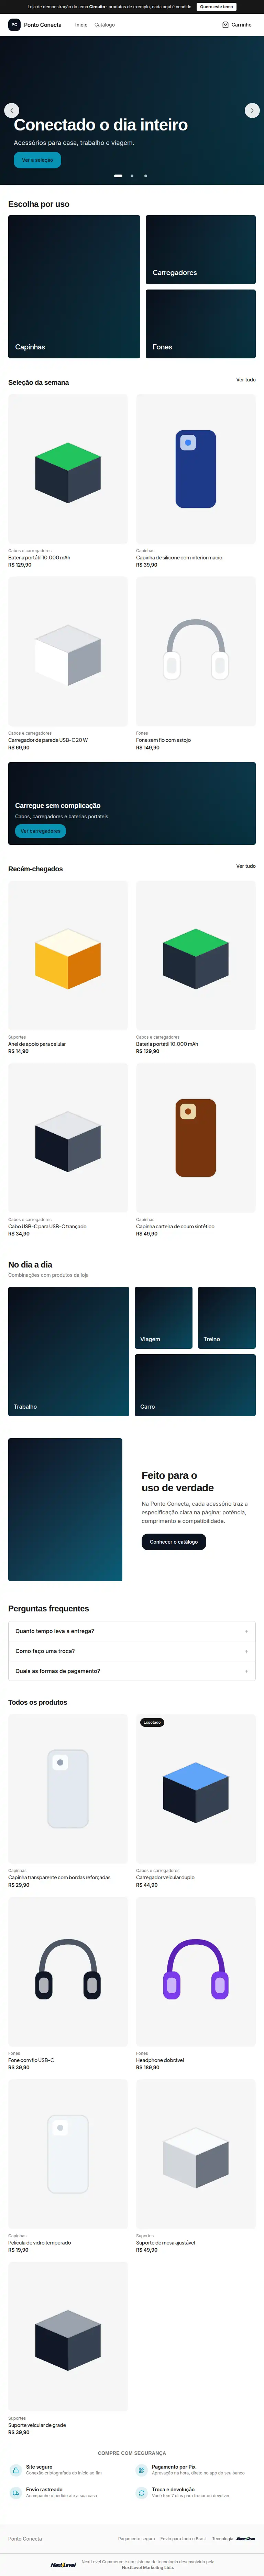 Loja de demonstração do tema Circuito · produtos de exemplo, nada aqui é vendido.
Quero este tema
PC
Ponto Conecta
Início
Catálogo
Carrinho
Conectado o dia inteiro
Acessórios para casa, trabalho e viagem.
Ver a seleção
Escolha por uso
Capinhas
Carregadores
Fones
Seleção da semana
Ver tudo
Cabos e carregadores
Bateria portátil 10.000 mAh
R$ 129,90
Capinhas
Capinha de silicone com interior macio
R$ 39,90
Cabos e carregadores
Carregador de parede USB-C 20 W
R$ 69,90
Fones
Fone sem fio com estojo
R$ 149,90
Carregue sem complicação
Cabos, carregadores e baterias portáteis.
Ver carregadores
Recém-chegados
Ver tudo
Suportes
Anel de apoio para celular
R$ 14,90
Cabos e carregadores
Bateria portátil 10.000 mAh
R$ 129,90
Cabos e carregadores
Cabo USB-C para USB-C trançado
R$ 34,90
Capinhas
Capinha carteira de couro sintético
R$ 49,90
No dia a dia
Combinações com produtos da loja
Trabalho
Viagem
Treino
Carro
Feito para o
uso de verdade
Na Ponto Conecta, cada acessório traz a
especificação clara na página: potência,
comprimento e compatibilidade.
Conhecer o catálogo
Perguntas frequentes
Quanto tempo leva a entrega?
+
Como faço uma troca?
+
Quais as formas de pagamento?
+
Todos os produtos
Capinhas
Capinha transparente com bordas reforçadas
R$ 29,90
Esgotado
Cabos e carregadores
Carregador veicular duplo
R$ 44,90
Fones
Fone com fio USB-C
R$ 39,90
Fones
Headphone dobrável
R$ 189,90
Capinhas
Película de vidro temperado
R$ 19,90
Suportes
Suporte de mesa ajustável
R$ 49,90
Suportes
Suporte veicular de grade
R$ 39,90
COMPRE COM SEGURANÇA
Site seguro
Conexão criptografada do início ao fim
Pagamento por Pix
Aprovação na hora, direto no app do seu banco
Envio rastreado
Acompanhe o pedido até a sua casa
Troca e devolução
Você tem 7 dias para trocar ou devolver
Ponto Conecta
Pagamento seguro
Envio para todo o Brasil
Tecnologia
NextLevel
NextLevel Commerce é um sistema de tecnologia desenvolvido pela
NextLevel Marketing Ltda.